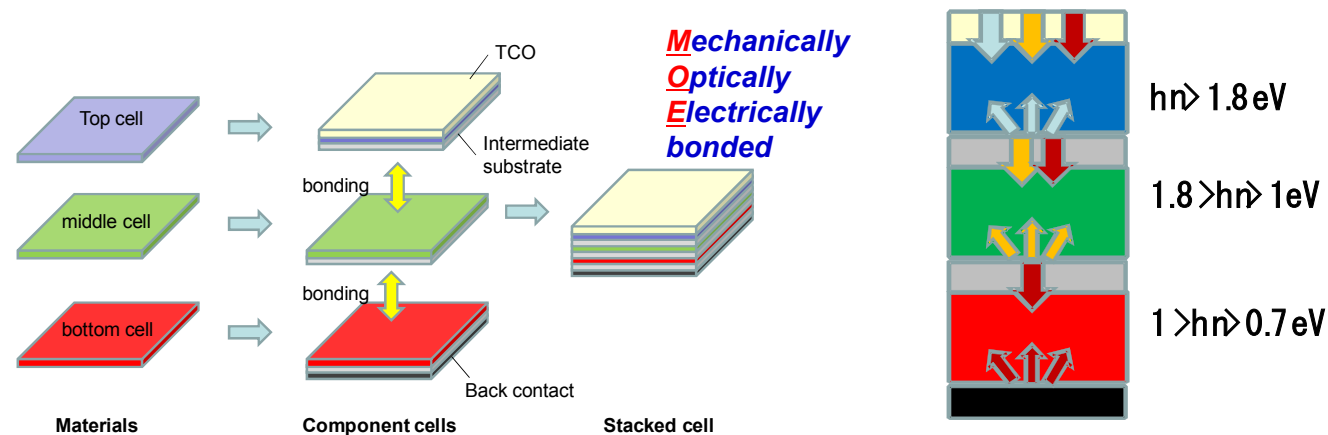 Top cell
middle cell
bottom cell
Materials
TCO
Intermediate
substrate
bonding
bonding
Back contact
Component cells
Mechanically
Optically
Electrically
bonded
Stacked cell
hn> 1.8 eV
1.8 >hn> 1eV
1 >hn> 0.7 eV